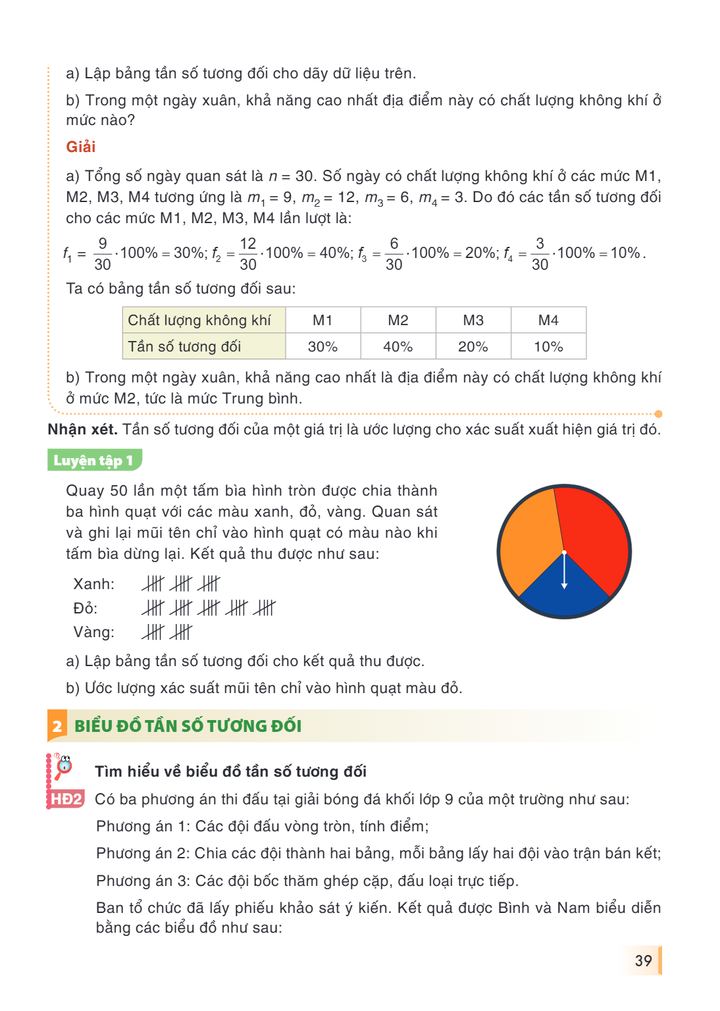 a) Lập bảng tần số tương đối cho dãy dữ liệu trên.
b) Trong một ngày xuân, khả năng cao nhất địa điểm này có chất lượng không khí ở
mức nào?
Giải
a) Tổng số ngày quan sát là n = 30. Số ngày có chất lượng không khí ở các mức M1,
M2, M3, M4 tương ứng là m₁ = 9, m₂ = 12, m₃ = 6, m₄ = 3. Do đó các tần số tương đối
cho các mức M1, M2, M3, M4 lần lượt là:
f₁ = 9/30 · 100% = 30%; f₂ = 12/30 · 100% = 40%; f₃ = 6/30 · 100% = 20%; f₄ = 3/30 · 100% = 10%.
Ta có bảng tần số tương đối sau:
Chất lượng không khí M1 M2 M3 M4
Tần số tương đối 30% 40% 20% 10%
b) Trong một ngày xuân, khả năng cao nhất là địa điểm này có chất lượng không khí
ở mức M2, tức là mức Trung bình.
Nhận xét. Tần số tương đối của một giá trị là ước lượng cho xác suất xuất hiện giá trị đó.
Luyện tập 1
Quay 50 lần một tấm bìa hình tròn được chia thành
ba hình quạt với các màu xanh, đỏ, vàng. Quan sát
và ghi lại mũi tên chỉ vào hình quạt có màu nào khi
tấm bìa dừng lại. Kết quả thu được như sau:
Xanh:
Đỏ:
Vàng:
a) Lập bảng tần số tương đối cho kết quả thu được.
b) Ước lượng xác suất mũi tên chỉ vào hình quạt màu đỏ.
2 BIỂU ĐỒ TẦN SỐ TƯƠNG ĐỐI
Tìm hiểu về biểu đồ tần số tương đối
HĐ2 Có ba phương án thi đấu tại giải bóng đá khối lớp 9 của một trường như sau:
Phương án 1: Các đội đấu vòng tròn, tính điểm;
Phương án 2: Chia các đội thành hai bảng, mỗi bảng lấy hai đội vào trận bán kết;
Phương án 3: Các đội bốc thăm ghép cặp, đấu loại trực tiếp.
Ban tổ chức đã lấy phiếu khảo sát ý kiến. Kết quả được Bình và Nam biểu diễn
bằng các biểu đồ như sau:
39